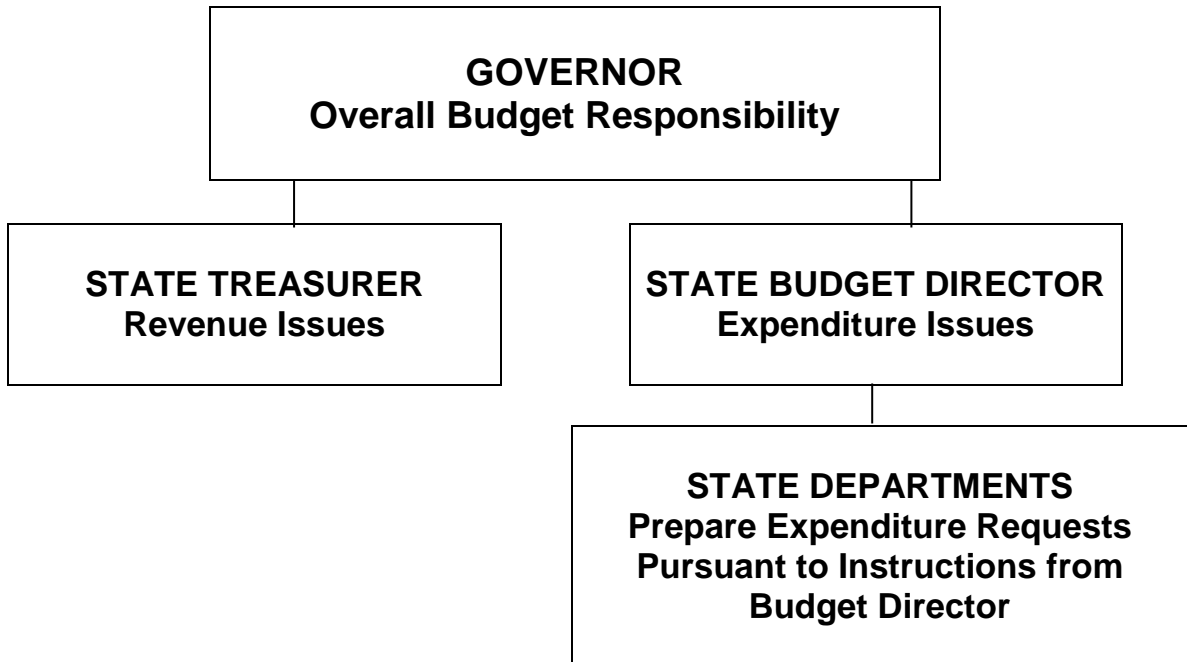 GOVERNOR
Overall Budget Responsibility
STATE TREASURER
Revenue Issues
STATE BUDGET DIRECTOR
Expenditure Issues
STATE DEPARTMENTS
Prepare Expenditure Requests
Pursuant to Instructions from
Budget Director